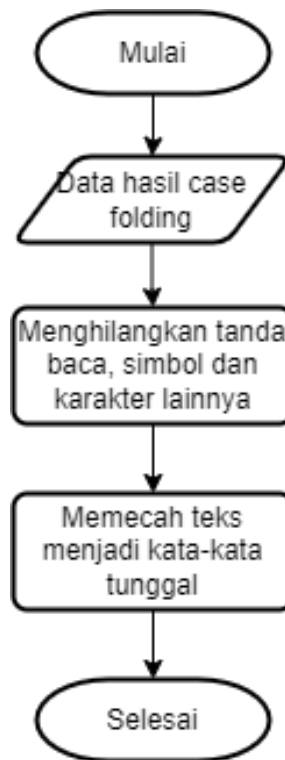 Mulai
Data hasil case
folding
Menghilangkan tanda
baca, simbol dan
karakter lainnya
Memecah teks
menjadi kata-kata
tunggal
Selesai